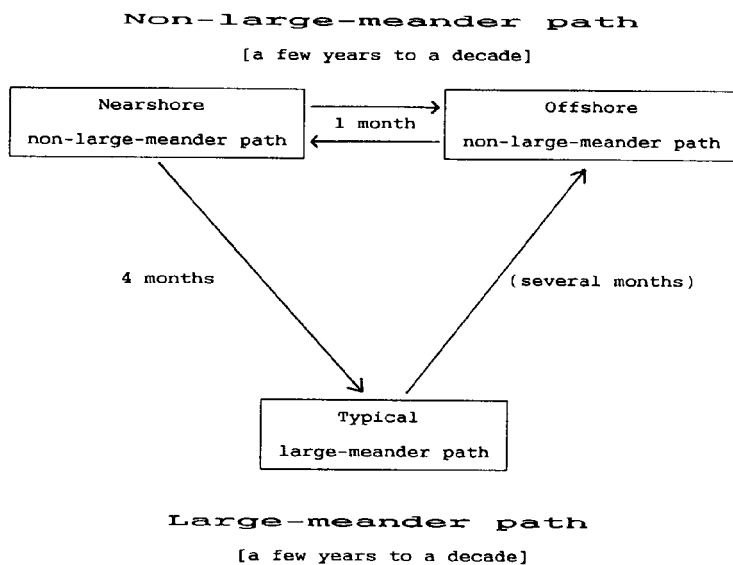 Non-large-meander path
[a few years to a decade]
Nearshore
non-large-meander path
1 month
Offshore
non-large-meander path
4 months
(several months)
Typical
large-meander path
Large-meander path
[a few years to a decade]